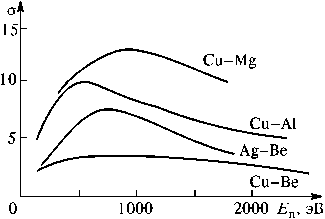 σ
15
Cu–Mg
10
Cu–Al
5
Ag–Be
Cu–Be
0 1000 2000 Eп, эВ